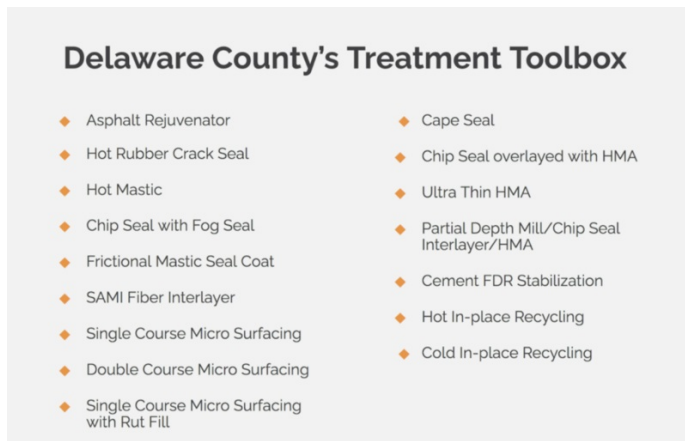 Delaware County's Treatment Toolbox
Asphalt Rejuvenator
Hot Rubber Crack Seal
Hot Mastic
Chip Seal with Fog Seal
Frictional Mastic Seal Coat
SAMI Fiber Interlayer
Single Course Micro Surfacing
Double Course Micro Surfacing
Single Course Micro Surfacing
with Rut Fill
Cape Seal
Chip Seal overlayed with HMA
Ultra Thin HMA
Partial Depth Mill/Chip Seal
Interlayer/HMA
Cement FDR Stabilization
Hot In-place Recycling
Cold In-place Recycling